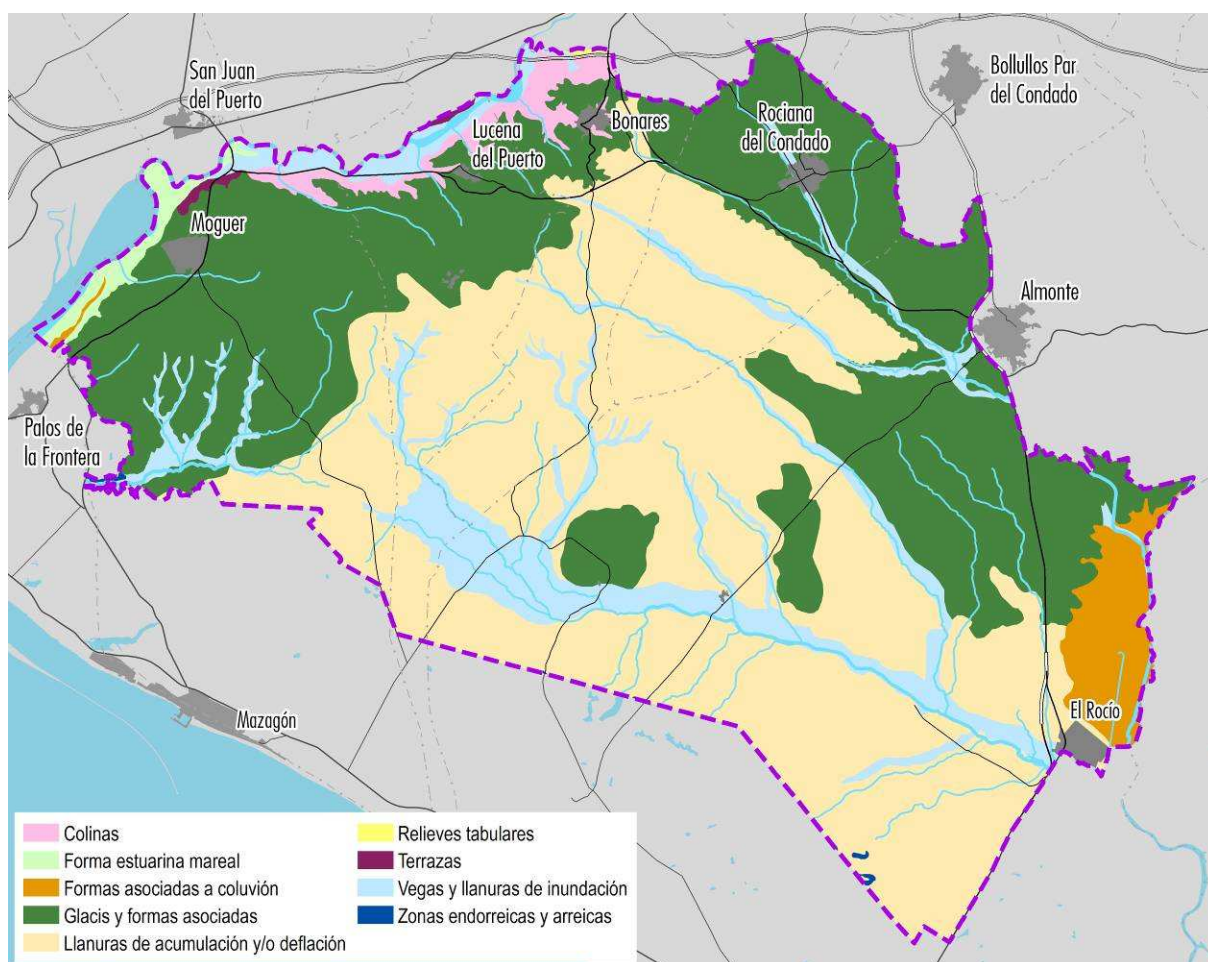 San Juan
del Puerto
Bollullos Par
del Condado
Lucena
del Puerto
Bonares
Rociana
del Condado
Moguer
Almonte
Palos de
la Frontera
Mazagón
El Rocío
Colinas
Forma estuarina mareal
Formas asociadas a coluvión
Glacis y formas asociadas
Llanuras de acumulación y/o deflación
Relieves tabulares
Terrazas
Vegas y llanuras de inundación
Zonas endorreicas y arreicas